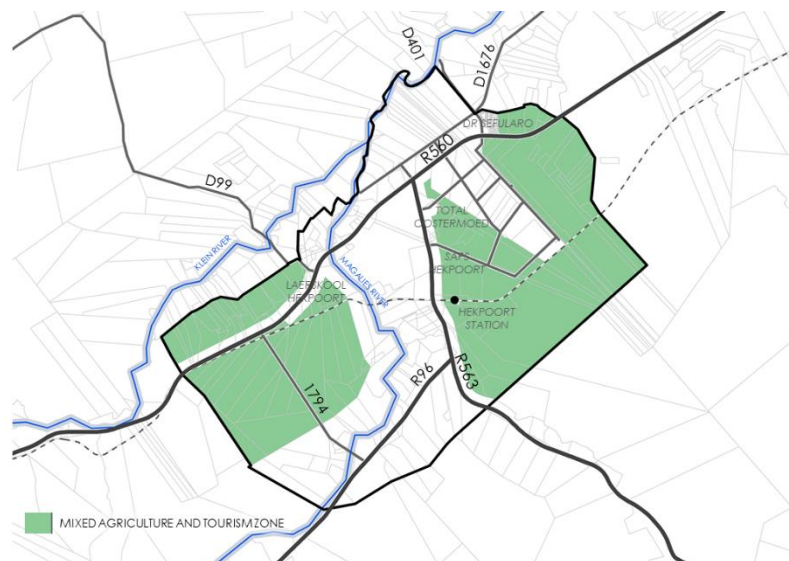 D401
D1676
DR SEFULARO
R560
D99
TOTAL
OOSTERMOED
KLEIN RIVER
SAPS
HEKPOORT
MAGALIES RIVER
LAERSKOOL
HEKPOORT
HEKPOORT
STATION
R96
R563
1794
MIXED AGRICULTURE AND TOURISM ZONE